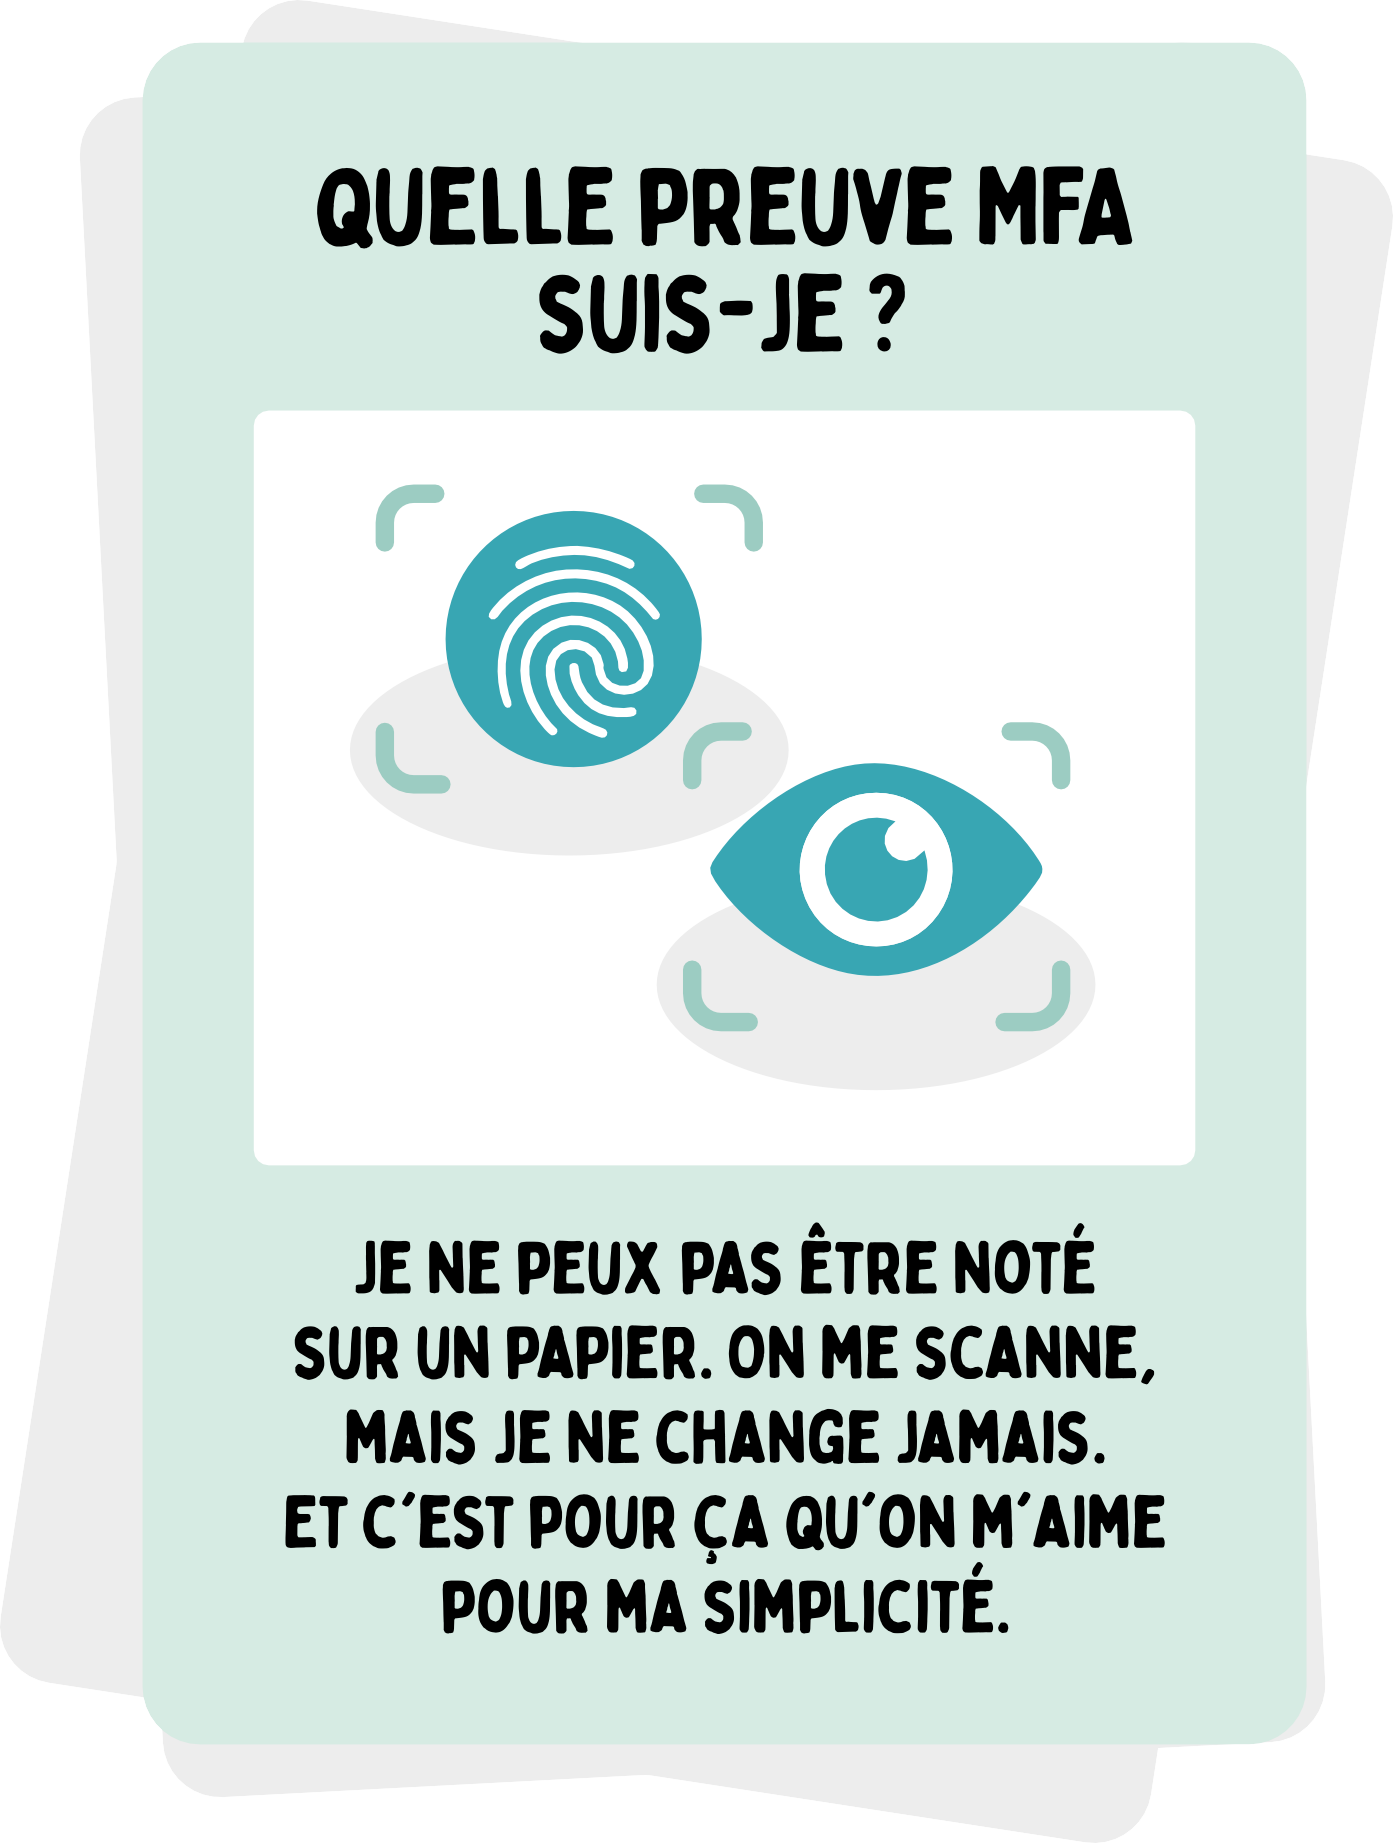 QUELLE PREUVE MFA
SUIS-JE ?
JE NE PEUX PAS ÊTRE NOTÉ
SUR UN PAPIER. ON ME SCANNE,
MAIS JE NE CHANGE JAMAIS.
ET C'EST POUR ÇA QU'ON M'AIME
POUR MA SIMPLICITÉ.